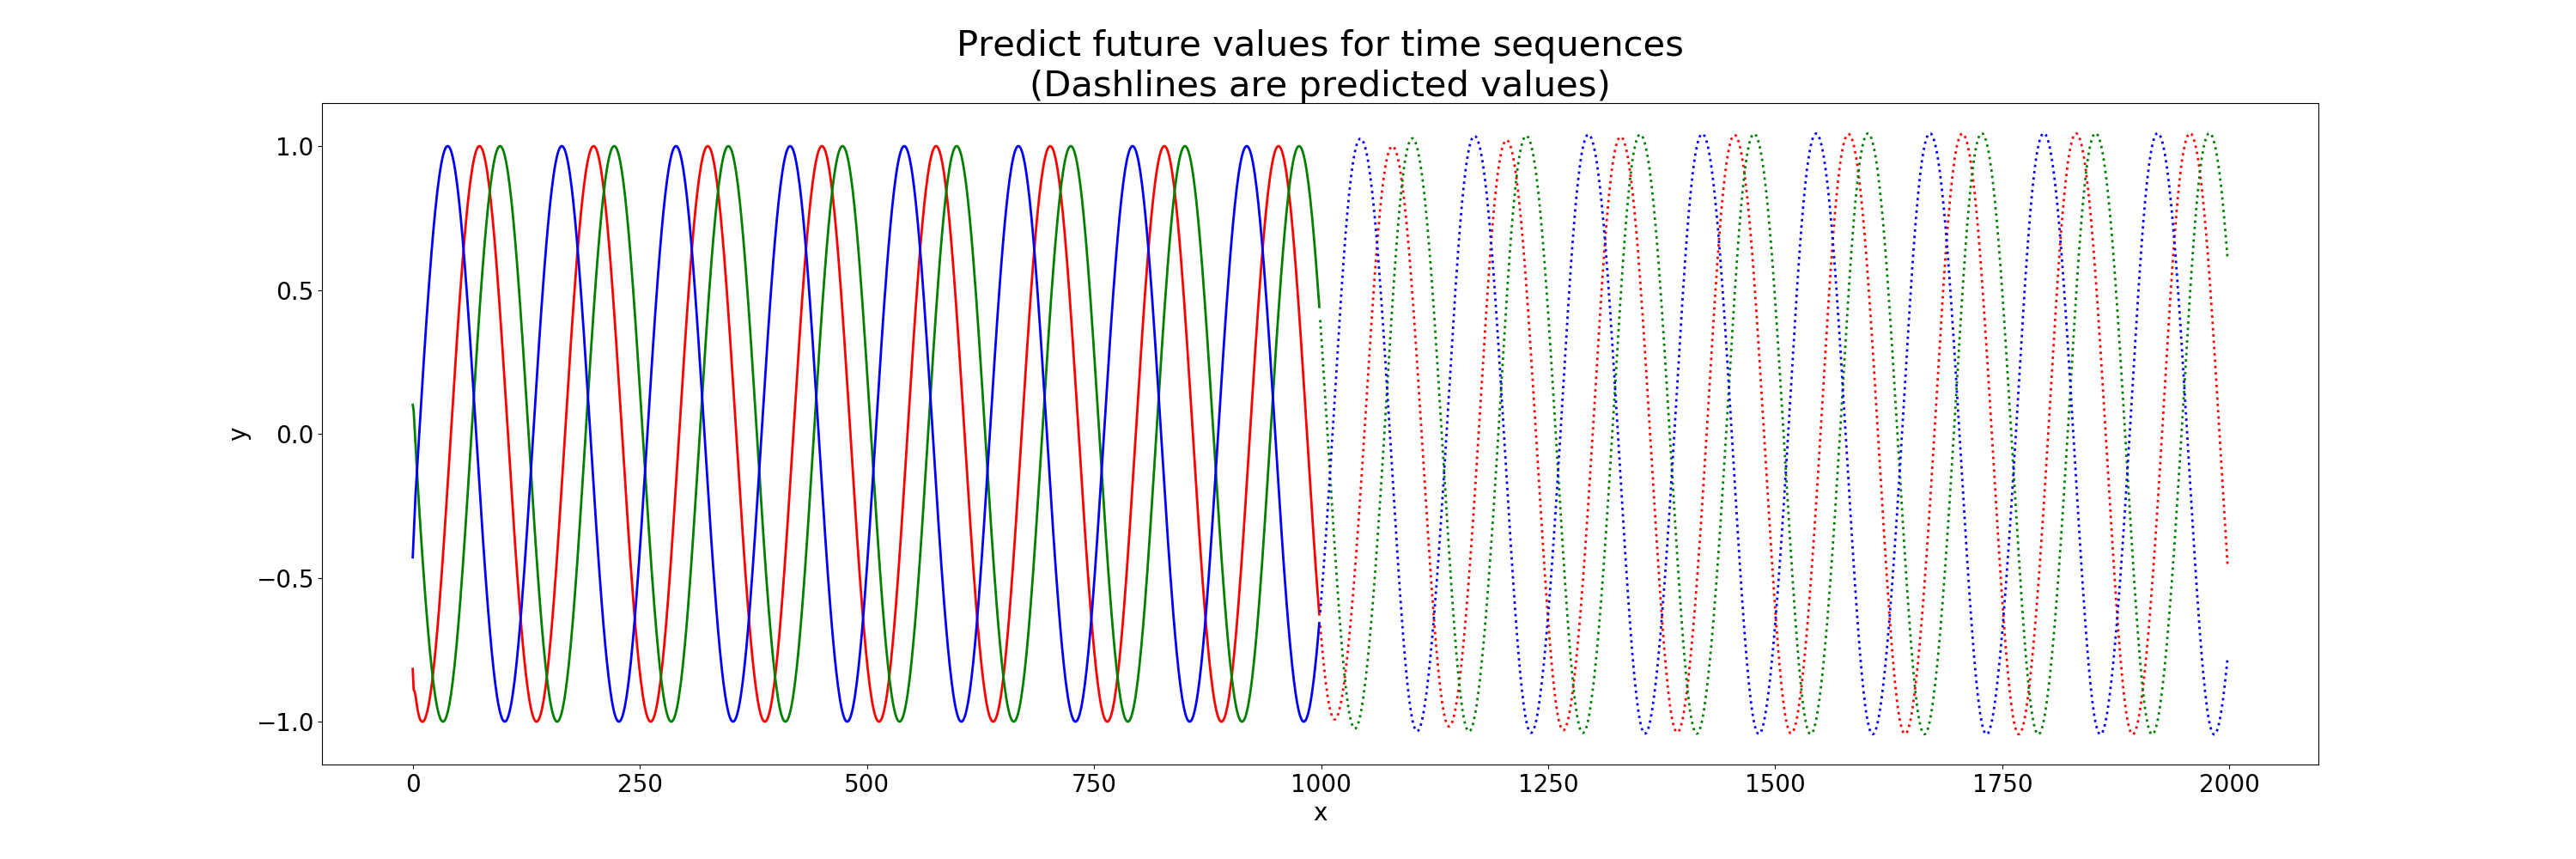 Predict future values for time sequences
(Dashlines are predicted values)
1.0
0.5
0.0
−0.5
−1.0
y
0 250 500 750 1000 1250 1500 1750 2000
x